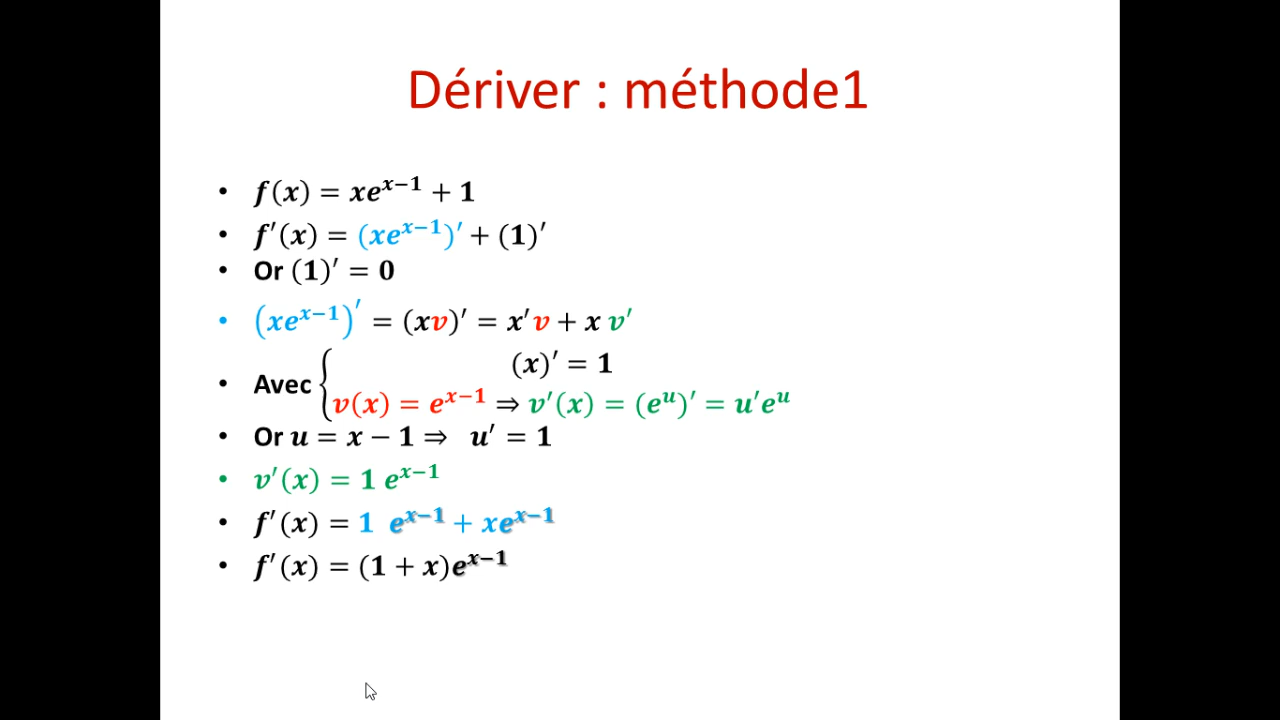 Dériver : méthode1
• f(x) = xe^{x−1} + 1
• f′(x) = (xe^{x−1})′ + (1)′
• Or (1)′ = 0
• (xe^{x−1})′ = (xv)′ = x′v + x v′
• Avec { (x)′ = 1
v(x) = e^{x−1} ⇒ v′(x) = (e^u)′ = u′e^u
• Or u = x − 1 ⇒ u′ = 1
• v′(x) = 1 e^{x−1}
• f′(x) = 1 e^{x−1} + xe^{x−1}
• f′(x) = (1 + x)e^{x−1}